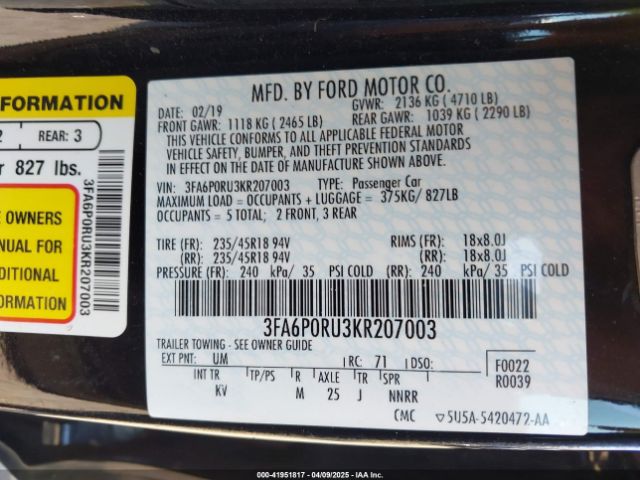 FORMATION
2 REAR: 3
r 827 lbs.
E OWNERS
ANUAL FOR
DITIONAL
FORMATION
3FA6P0RU3KR207003
MFD. BY FORD MOTOR CO.
DATE: 02/19 GVWR: 2136 KG (4710 LB)
FRONT GAWR: 1118 KG (2465 LB) REAR GAWR: 1039 KG (2290 LB)
THIS VEHICLE CONFORMS TO ALL APPLICABLE FEDERAL MOTOR
VEHICLE SAFETY, BUMPER, AND THEFT PREVENTION STANDARDS
IN EFFECT ON THE DATE OF MANUFACTURE SHOWN ABOVE.
VIN: 3FA6P0RU3KR207003 TYPE: Passenger Car
MAXIMUM LOAD = OCCUPANTS + LUGGAGE = 375KG/ 827LB
OCCUPANTS = 5 TOTAL; 2 FRONT, 3 REAR
TIRE (FR): 235/45R18 94V RIMS (FR): 18x8.0J
(RR): 235/45R18 94V (RR): 18x8.0J
PRESSURE (FR): 240 kPa/ 35 PSI COLD (RR): 240 kPa/ 35 PSI COLD
3FA6P0RU3KR207003
TRAILER TOWING - SEE OWNER GUIDE
EXT PNT: UM RC: 71 DSO: F0022
R0039
INT TR TP/PS R AXLE TR SPR
KV M 25 J NNRR
CMC 5U5A-5420472-AA
000-41951817 - 04/09/2025 - IAAI.COM